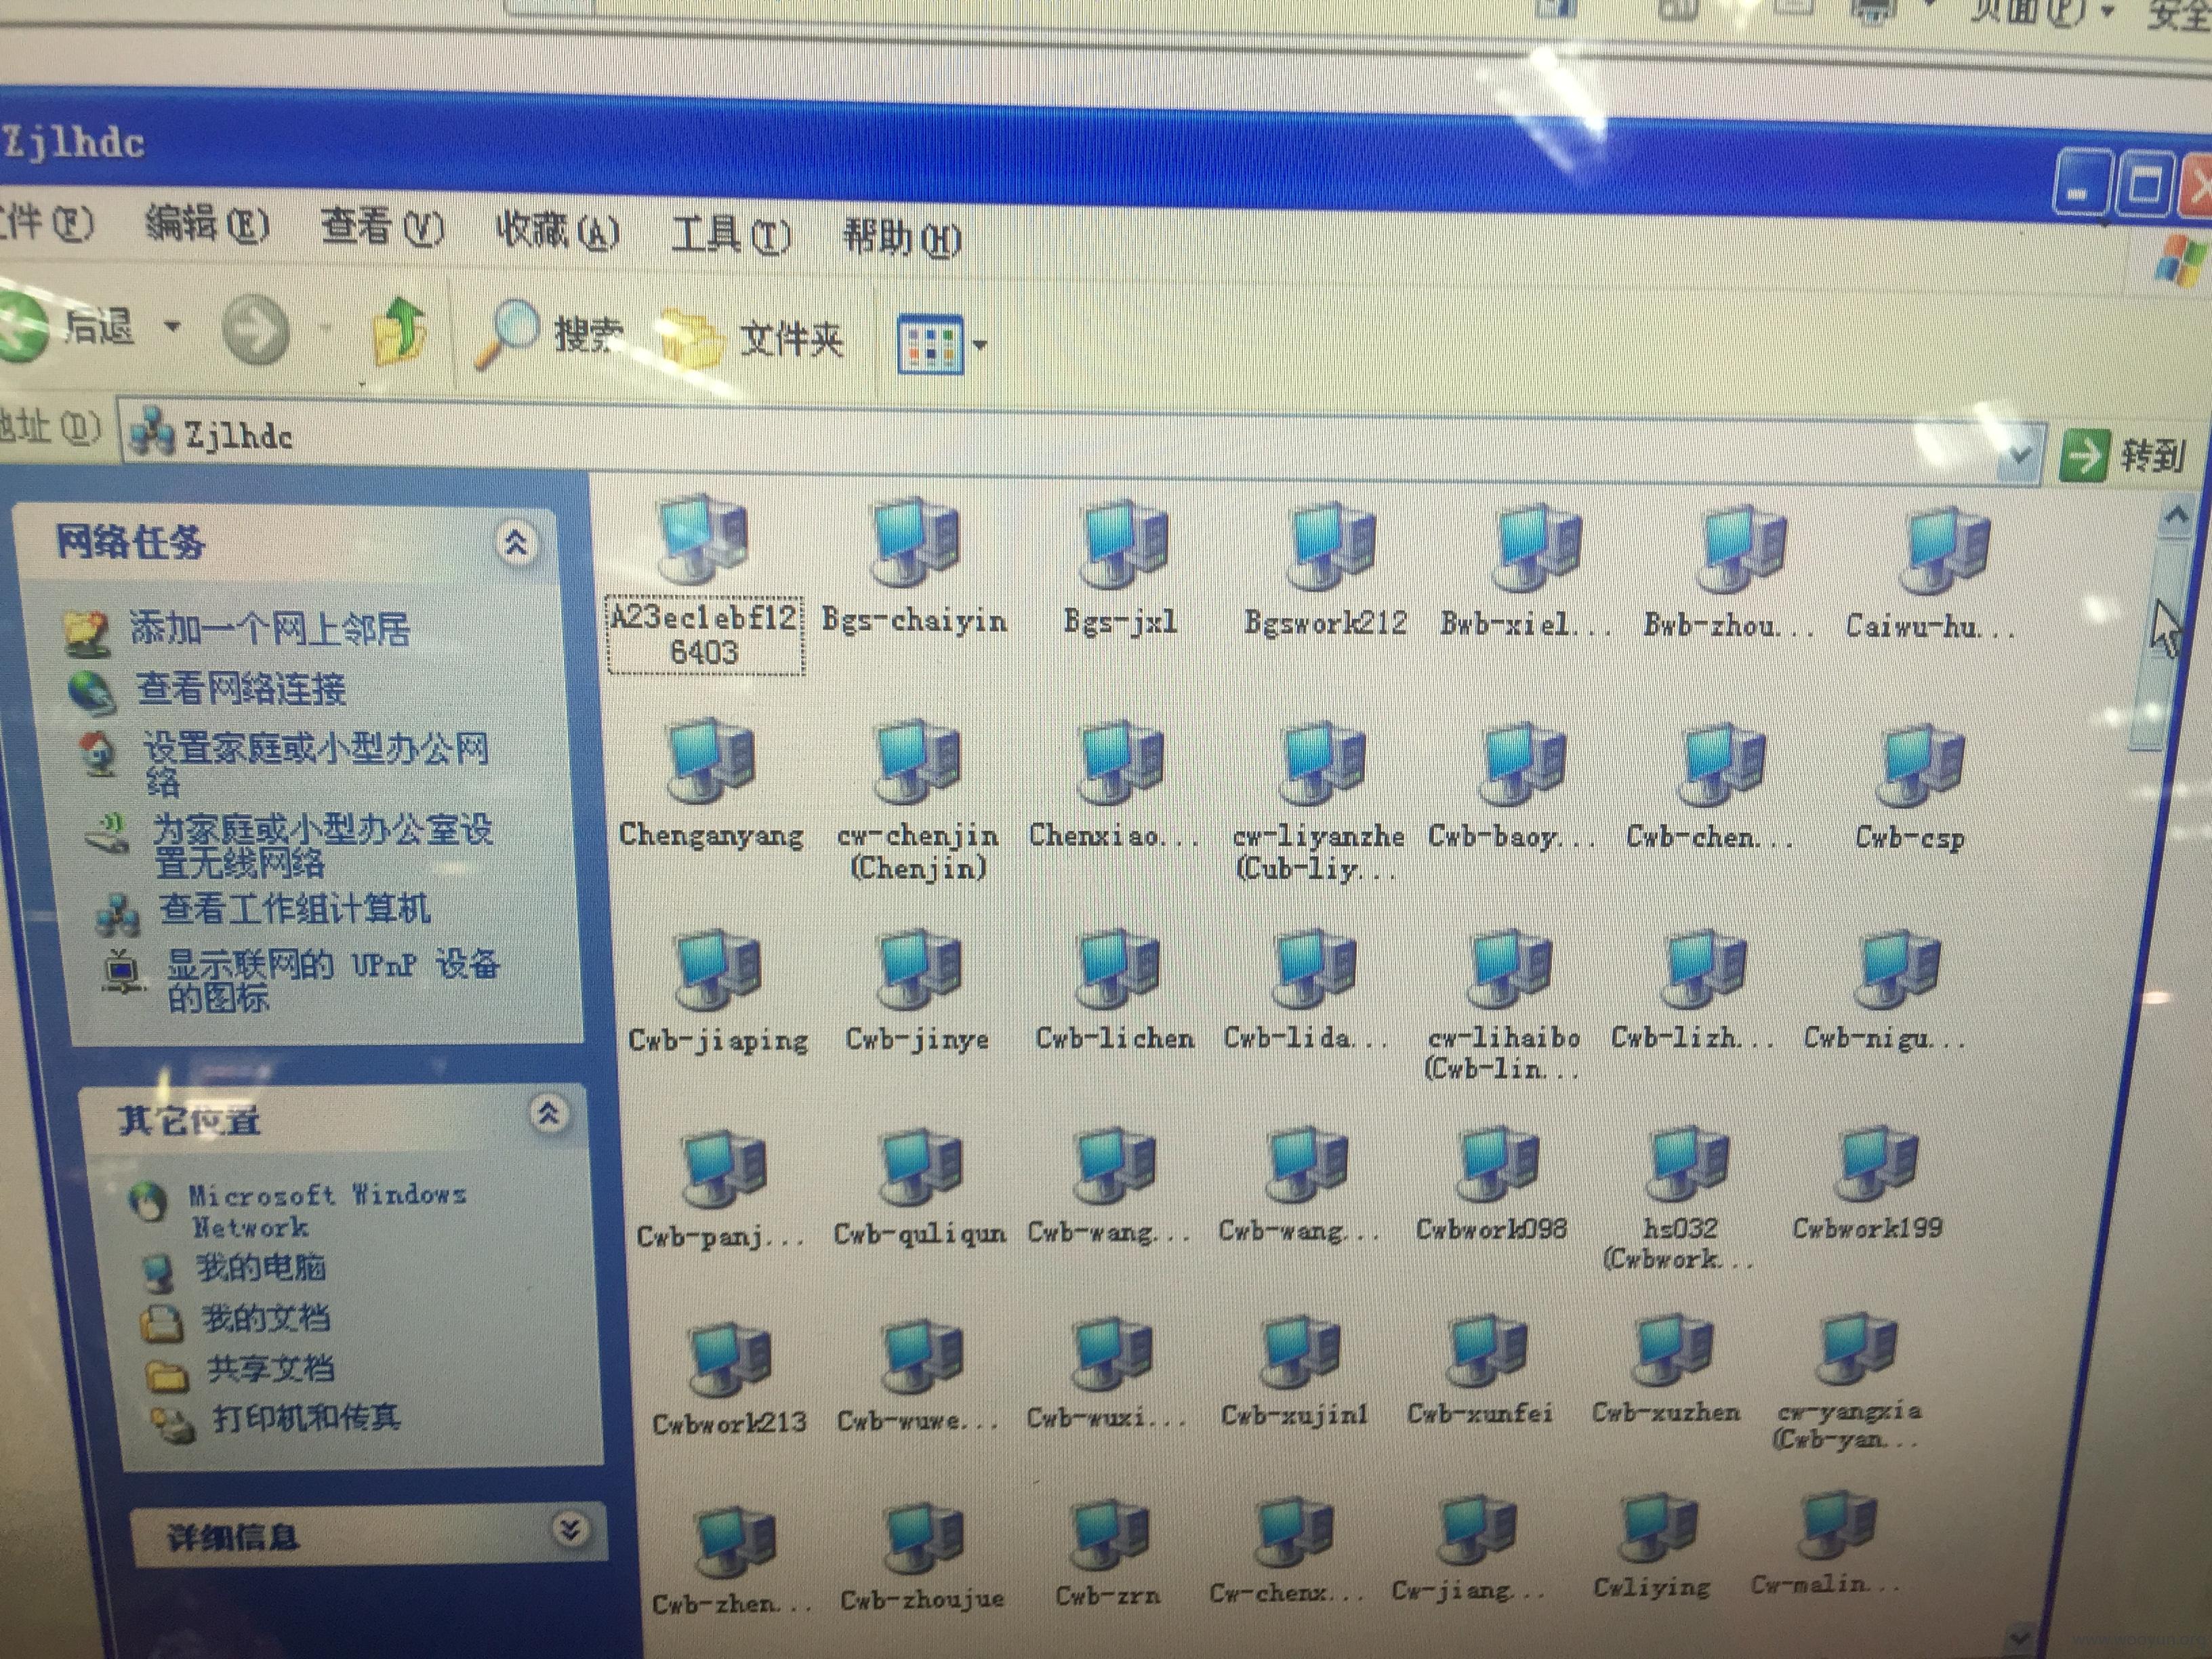 页面(P)
安全
Zjlhdc
件(F) 编辑(E) 查看(V) 收藏(A) 工具(T) 帮助(H)
后退 搜索 文件夹
地址(D) Zjlhdc 转到
网络任务
添加一个网上邻居
查看网络连接
设置家庭或小型办公网
络
为家庭或小型办公室设
置无线网络
查看工作组计算机
显示联网的 UPnP 设备
的图标
其它位置
Microsoft Windows
Network
我的电脑
我的文档
共享文档
打印机和传真
详细信息
A23ec1ebf12
6403
Bgs-chaiyin
Bgs-jxl
Bgswork212
Bwb-xiel...
Bwb-zhou...
Caiwu-hu...
Chenganyang
cw-chenjin
(Chenjin)
Chenxiao...
cw-liyanzhe
(Cub-liy...
Cwb-baoy...
Cwb-chen...
Cwb-csp
Cwb-jiaping
Cwb-jinye
Cwb-lichen
Cwb-lida...
cw-lihaibo
(Cwb-lin...
Cwb-lizh...
Cwb-nigu...
Cwb-panj...
Cwb-quliqun
Cwb-wang...
Cwb-wang...
Cwbwork098
hs032
(Cwbwork...
Cwbwork199
Cwbwork213
Cwb-wuwe...
Cwb-wuxi...
Cwb-xujinl
Cwb-xunfei
Cwb-xuzhen
cw-yangxia
(Cwb-yan...
Cwb-zhen...
Cwb-zhoujue
Cwb-zrn
Cw-chenx...
Cw-jiang...
Cwliying
Cw-malin...
www.wooyun.org